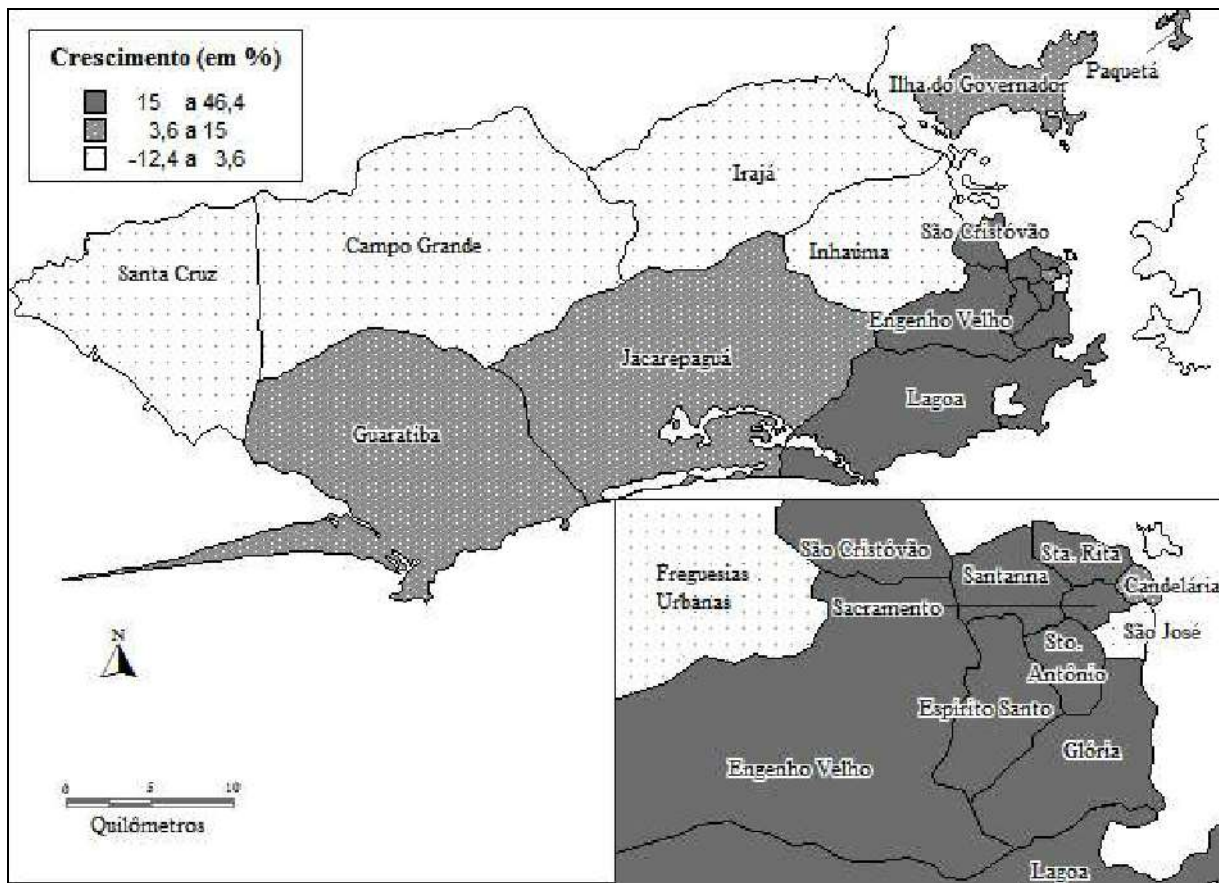 Crescimento (em %)
15 a 46,4
3,6 a 15
-12,4 a 3,6
Paquetá
Ilha do Governador
Irajá
São Cristóvão
Campo Grande
Inhaúma
Santa Cruz
Engenho Velho
Jacarepaguá
Lagoa
Guaratiba
N
0 5 10
Quilômetros
São Cristóvão
Sta. Rita
Freguesias
Urbanas
Santanna
Candelária
Sacramento
São José
Sto.
Antônio
Espírito Santo
Glória
Engenho Velho
Lagoa